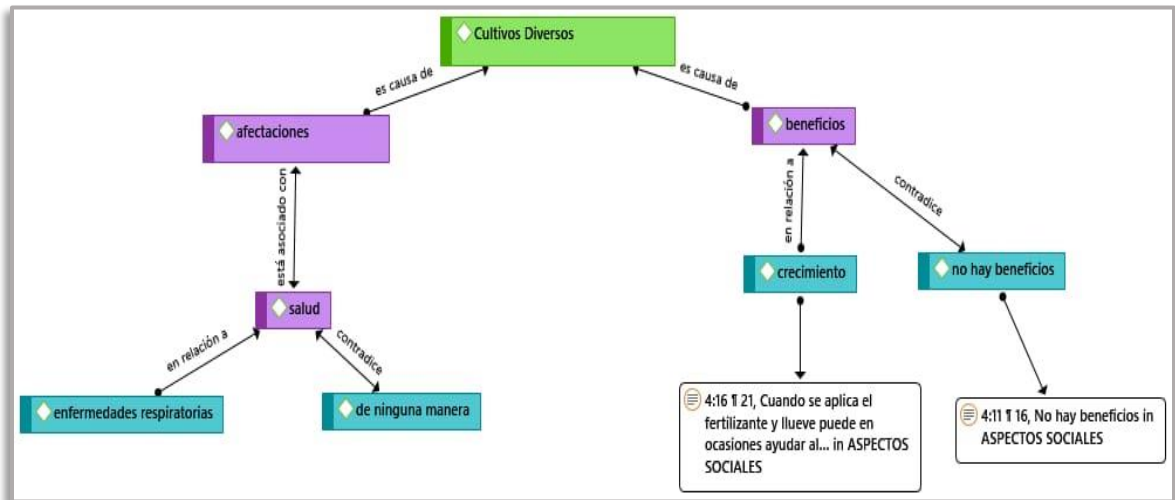 Cultivos Diversos
es causa de
es causa de
afectaciones
beneficios
está asociado con
en relación a
contradice
crecimiento
no hay beneficios
salud
en relación a
contradice
enfermedades respiratorias
de ninguna manera
4:16 ¶ 21, Cuando se aplica el
fertilizante y llueve puede en
ocasiones ayudar al... in ASPECTOS
SOCIALES
4:11 ¶ 16, No hay beneficios in
ASPECTOS SOCIALES